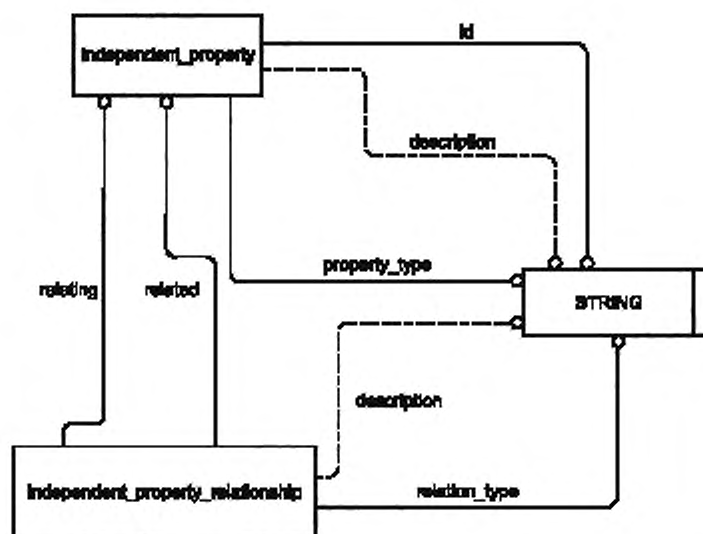 id
Independent_property
description
property_type
relating
related
STRING
description
Independent_property_relationship
relation_type